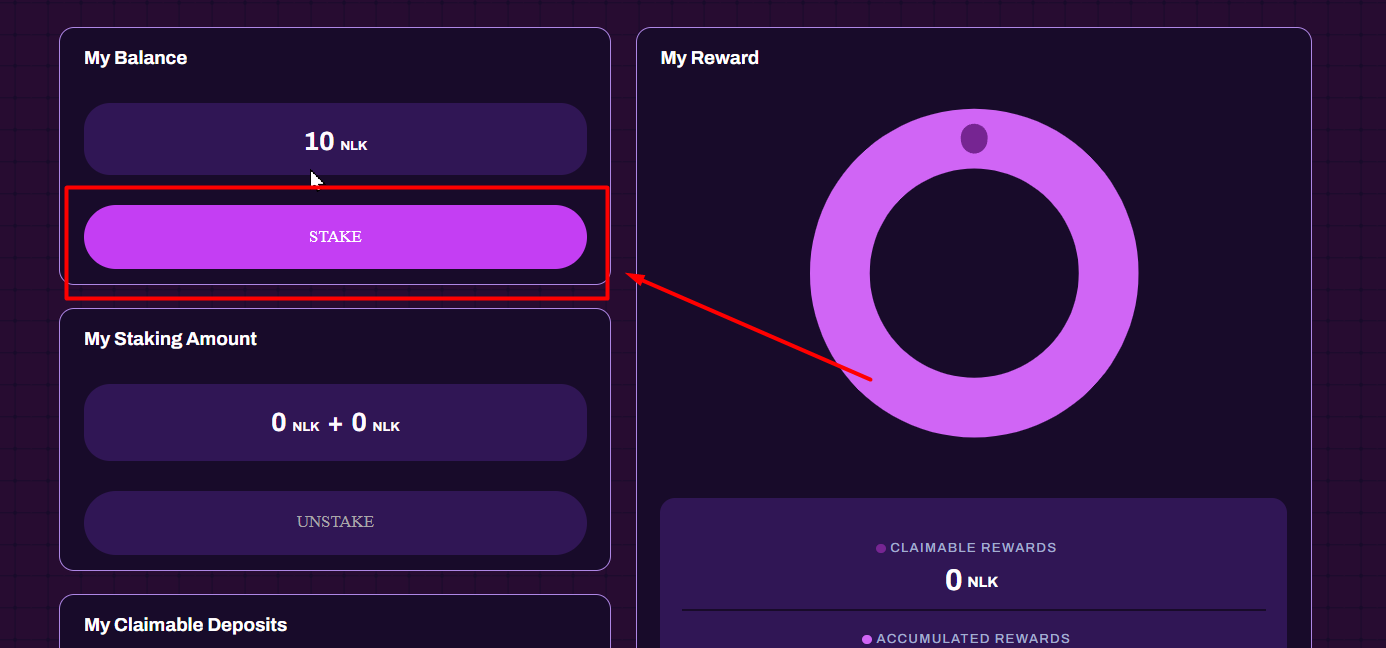 My Balance
10 NLK
STAKE
My Staking Amount
0 NLK + 0 NLK
UNSTAKE
My Claimable Deposits
My Reward
CLAIMABLE REWARDS
0 NLK
ACCUMULATED REWARDS